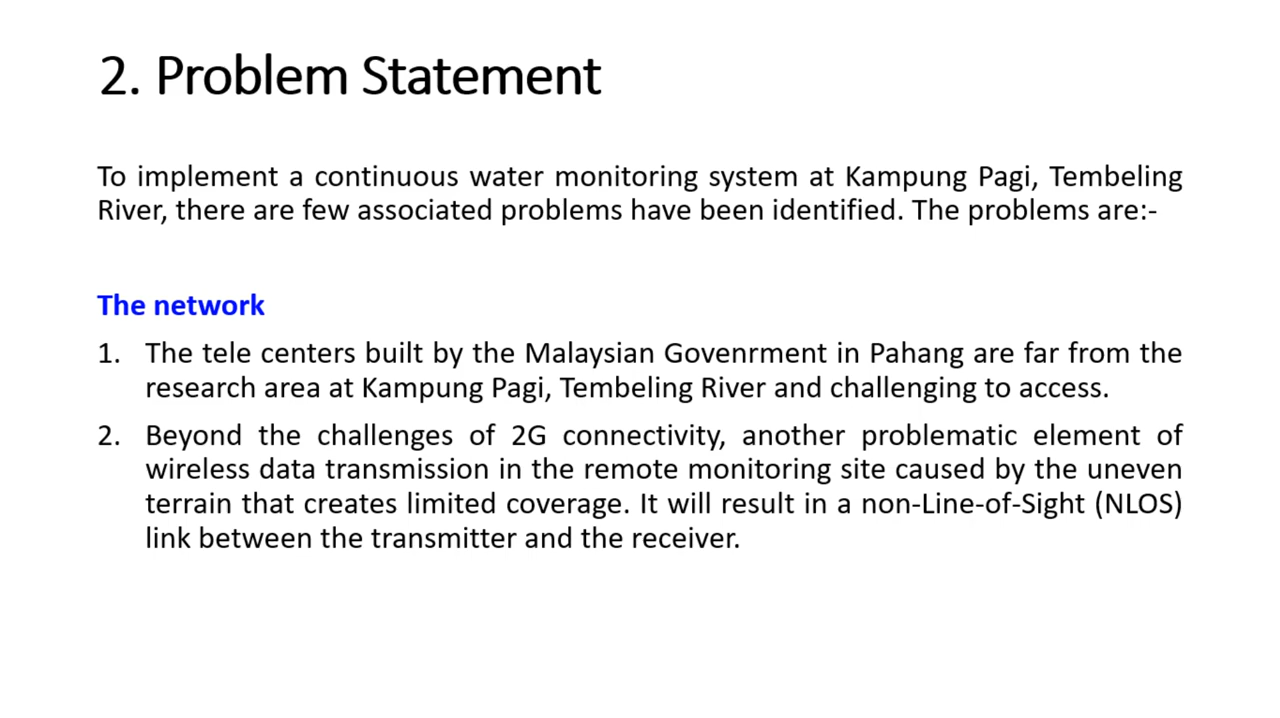 2. Problem Statement
To implement a continuous water monitoring system at Kampung Pagi, Tembeling
River, there are few associated problems have been identified. The problems are:-
The network
1. The tele centers built by the Malaysian Govenrment in Pahang are far from the
research area at Kampung Pagi, Tembeling River and challenging to access.
2. Beyond the challenges of 2G connectivity, another problematic element of
wireless data transmission in the remote monitoring site caused by the uneven
terrain that creates limited coverage. It will result in a non-Line-of-Sight (NLOS)
link between the transmitter and the receiver.